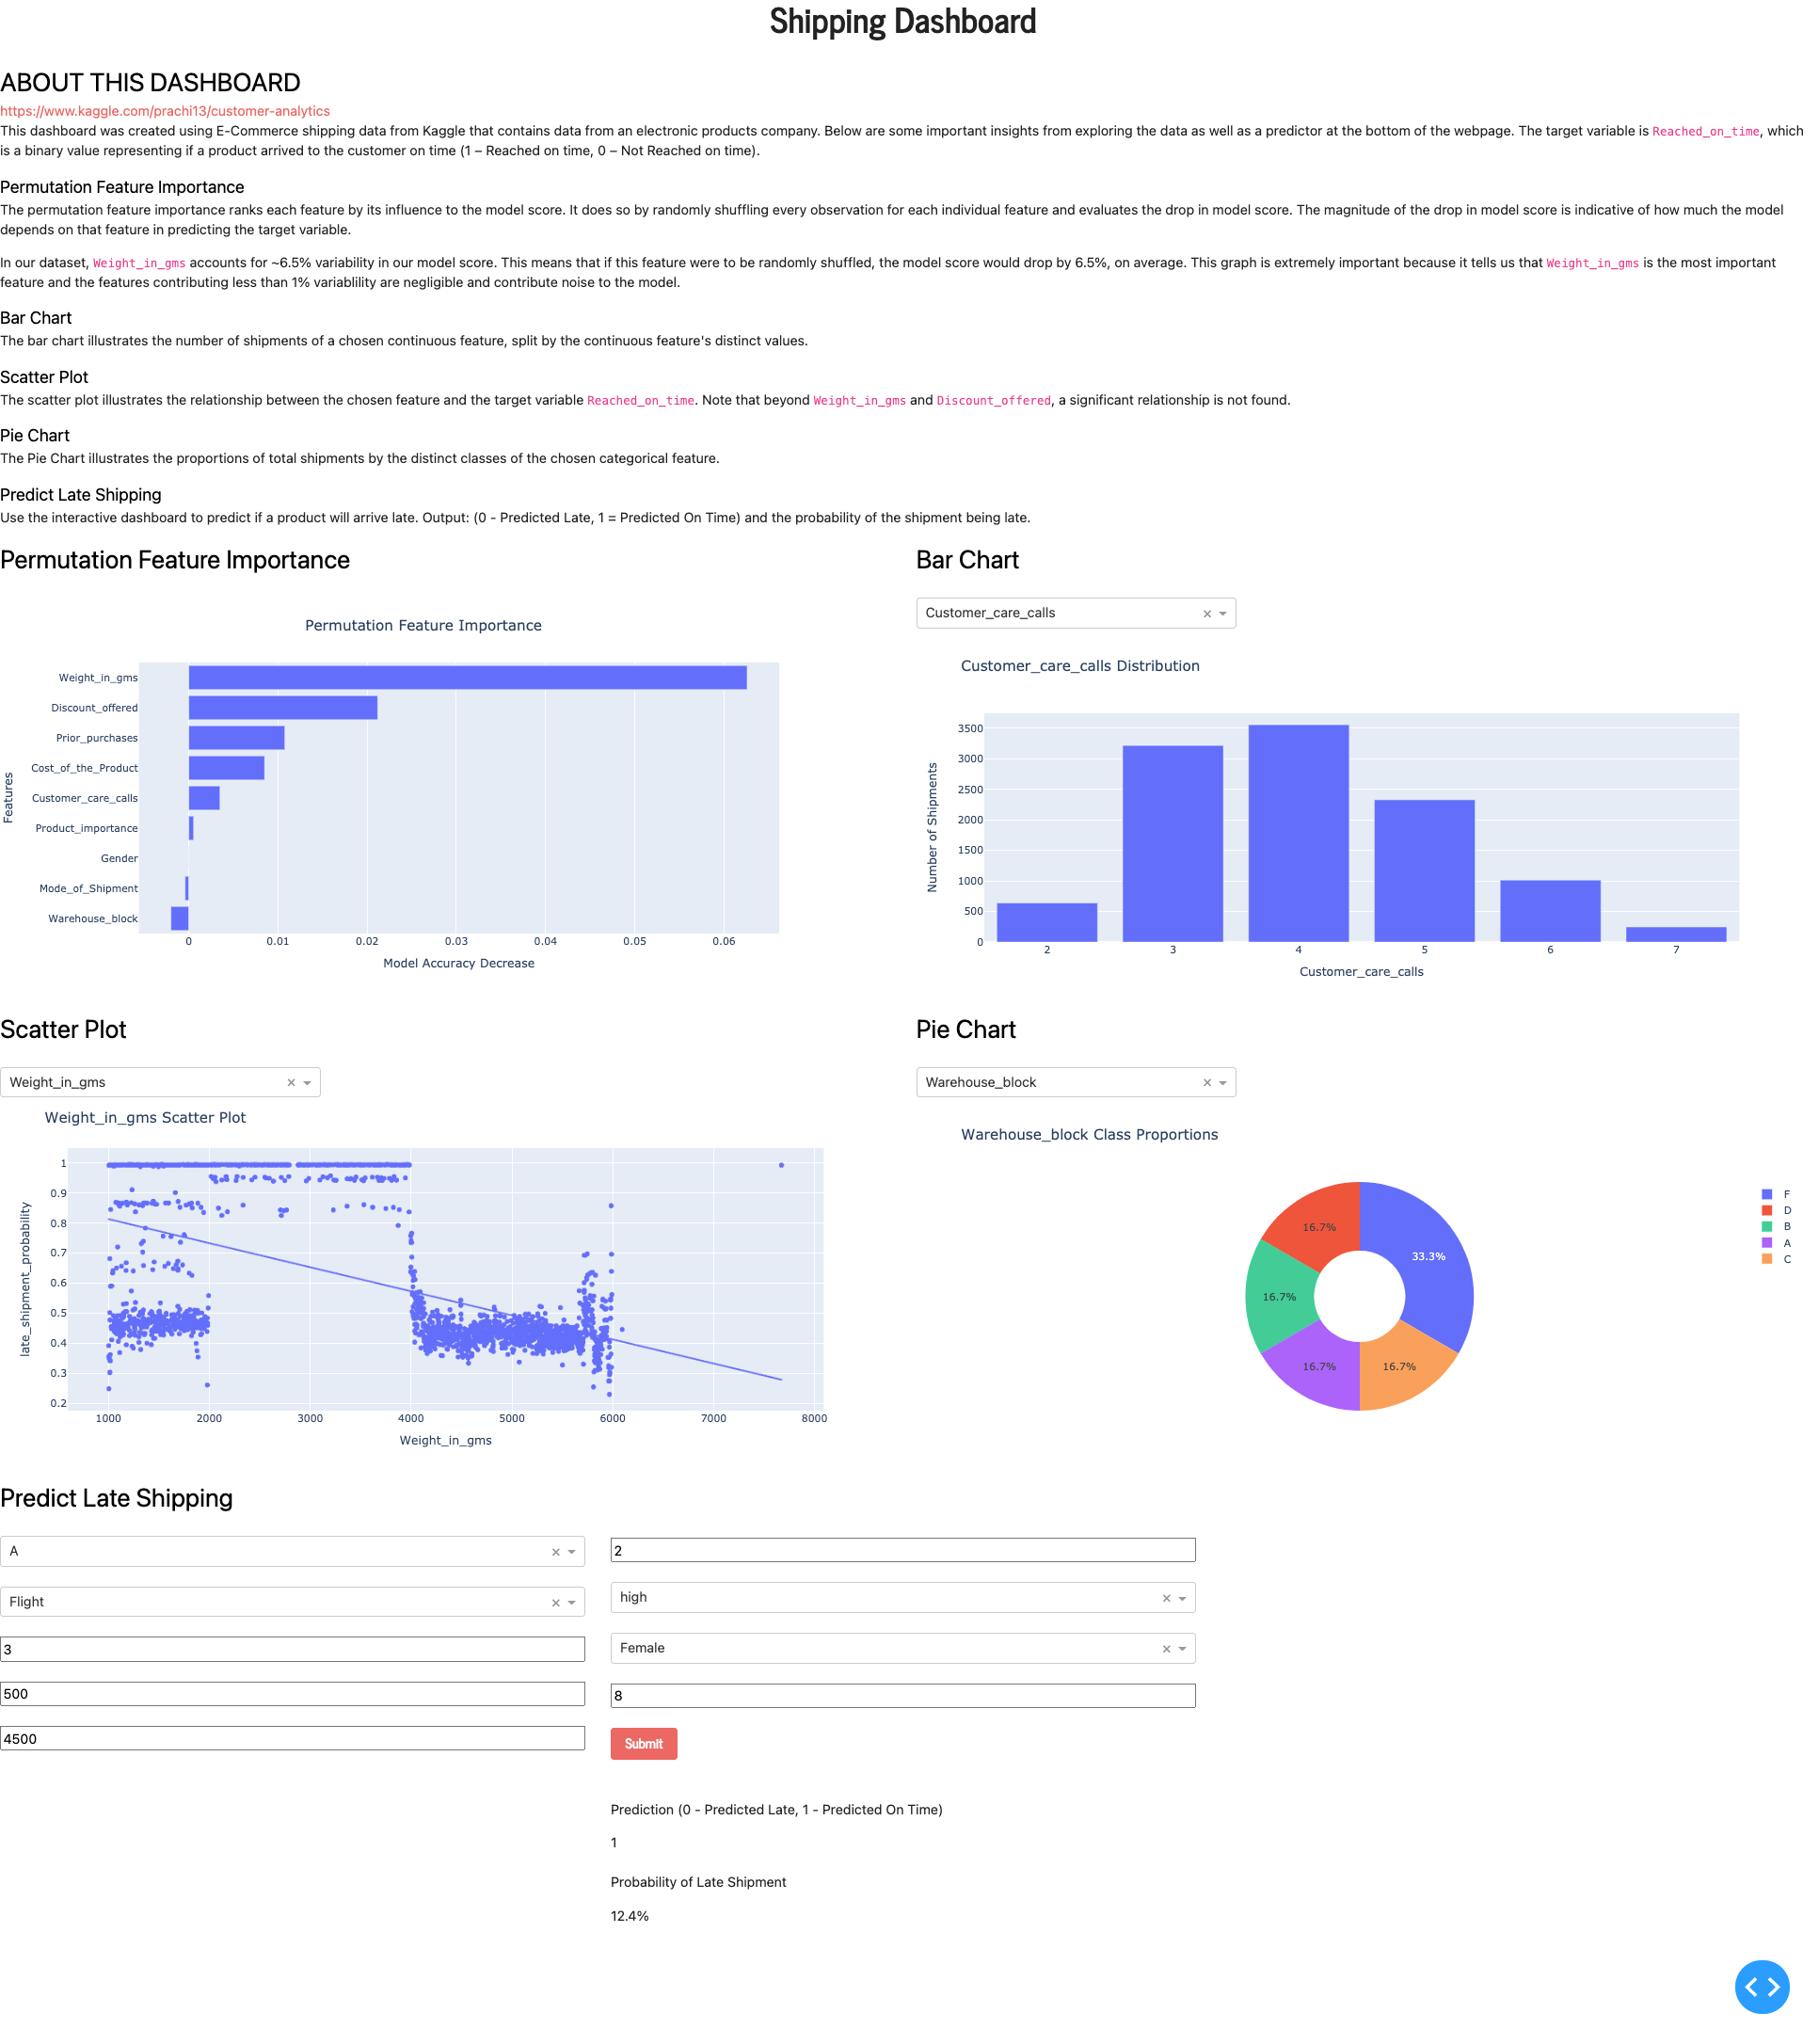 Shipping Dashboard
ABOUT THIS DASHBOARD
https://www.kaggle.com/prachi13/customer-analytics
This dashboard was created using E-Commerce shipping data from Kaggle that contains data from an electronic products company. Below are some important insights from exploring the data as well as a predictor at the bottom of the webpage. The target variable is Reached_on_time, which
is a binary value representing if a product arrived to the customer on time (1 – Reached on time, 0 – Not Reached on time).
Permutation Feature Importance
The permutation feature importance ranks each feature by its influence to the model score. It does so by randomly shuffling every observation for each individual feature and evaluates the drop in model score. The magnitude of the drop in model score is indicative of how much the model
depends on that feature in predicting the target variable.
In our dataset, Weight_in_gms accounts for ~6.5% variability in our model score. This means that if this feature were to be randomly shuffled, the model score would drop by 6.5%, on average. This graph is extremely important because it tells us that Weight_in_gms is the most important
feature and the features contributing less than 1% variablility are negligible and contribute noise to the model.
Bar Chart
The bar chart illustrates the number of shipments of a chosen continuous feature, split by the continuous feature's distinct values.
Scatter Plot
The scatter plot illustrates the relationship between the chosen feature and the target variable Reached_on_time. Note that beyond Weight_in_gms and Discount_offered, a significant relationship is not found.
Pie Chart
The Pie Chart illustrates the proportions of total shipments by the distinct classes of the chosen categorical feature.
Predict Late Shipping
Use the interactive dashboard to predict if a product will arrive late. Output: (0 - Predicted Late, 1 = Predicted On Time) and the probability of the shipment being late.
Permutation Feature Importance
Permutation Feature Importance
Features
Weight_in_gms
Discount_offered
Prior_purchases
Cost_of_the_Product
Customer_care_calls
Product_importance
Gender
Mode_of_Shipment
Warehouse_block
0 0.01 0.02 0.03 0.04 0.05 0.06
Model Accuracy Decrease
Bar Chart
Customer_care_calls × 
Customer_care_calls Distribution
Number of Shipments
3500
3000
2500
2000
1500
1000
500
0
2 3 4 5 6 7
Customer_care_calls
Scatter Plot
Weight_in_gms ×
Weight_in_gms Scatter Plot
late_shipment_probability
1
0.9
0.8
0.7
0.6
0.5
0.4
0.3
0.2
1000 2000 3000 4000 5000 6000 7000 8000
Weight_in_gms
Pie Chart
Warehouse_block ×
Warehouse_block Class Proportions
16.7%
33.3%
16.7%
16.7%
16.7%
F
D
B
A
C
Predict Late Shipping
A ×
Flight ×
3
500
4500
2
high ×
Female ×
8
Submit
Prediction (0 - Predicted Late, 1 - Predicted On Time)
1
Probability of Late Shipment
12.4%